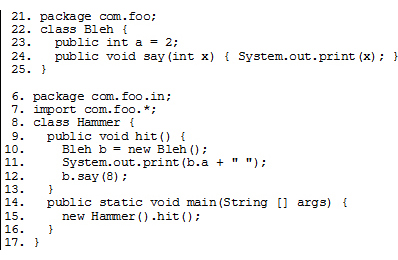 21. package com.foo;
22. class Bleh {
23.   public int a = 2;
24.   public void say(int x) { System.out.print(x); }
25. }
6. package com.foo.in;
7. import com.foo.*;
8. class Hammer {
9.   public void hit() {
10.     Bleh b = new Bleh();
11.     System.out.print(b.a + " ");
12.     b.say(8);
13.   }
14.   public static void main(String [] args) {
15.     new Hammer().hit();
16.   }
17. }